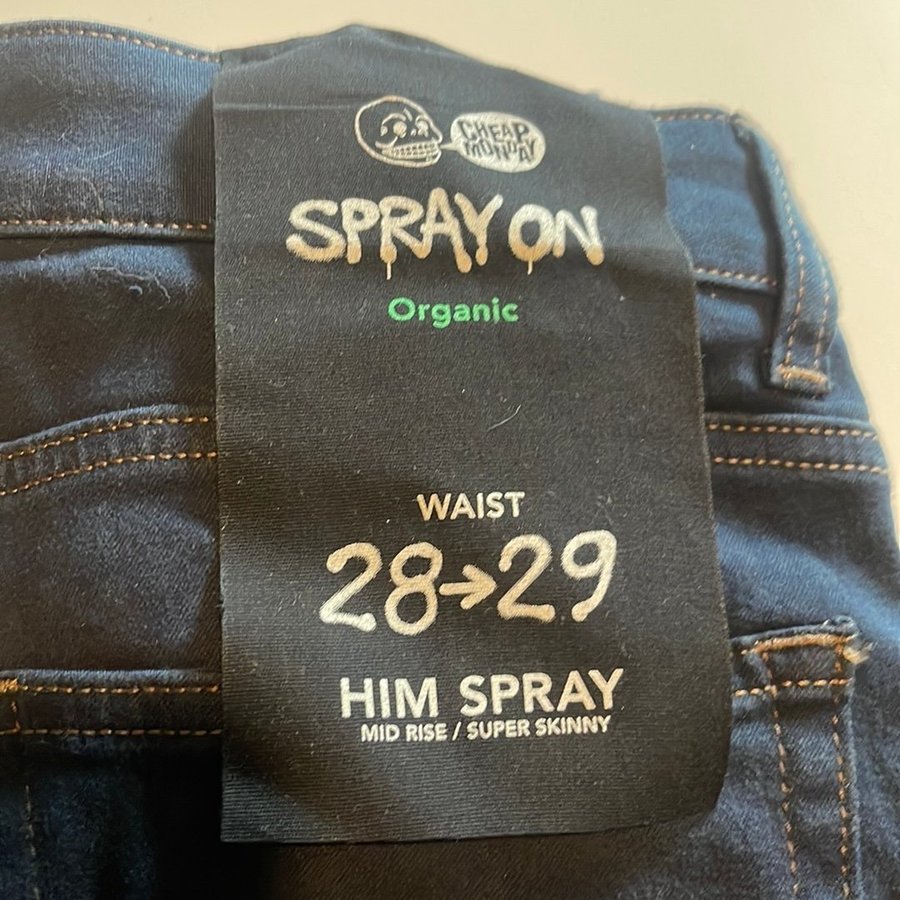 CHEAP
MONDAY
SPRAY ON
Organic
WAIST
28→29
HIM SPRAY
MID RISE / SUPER SKINNY